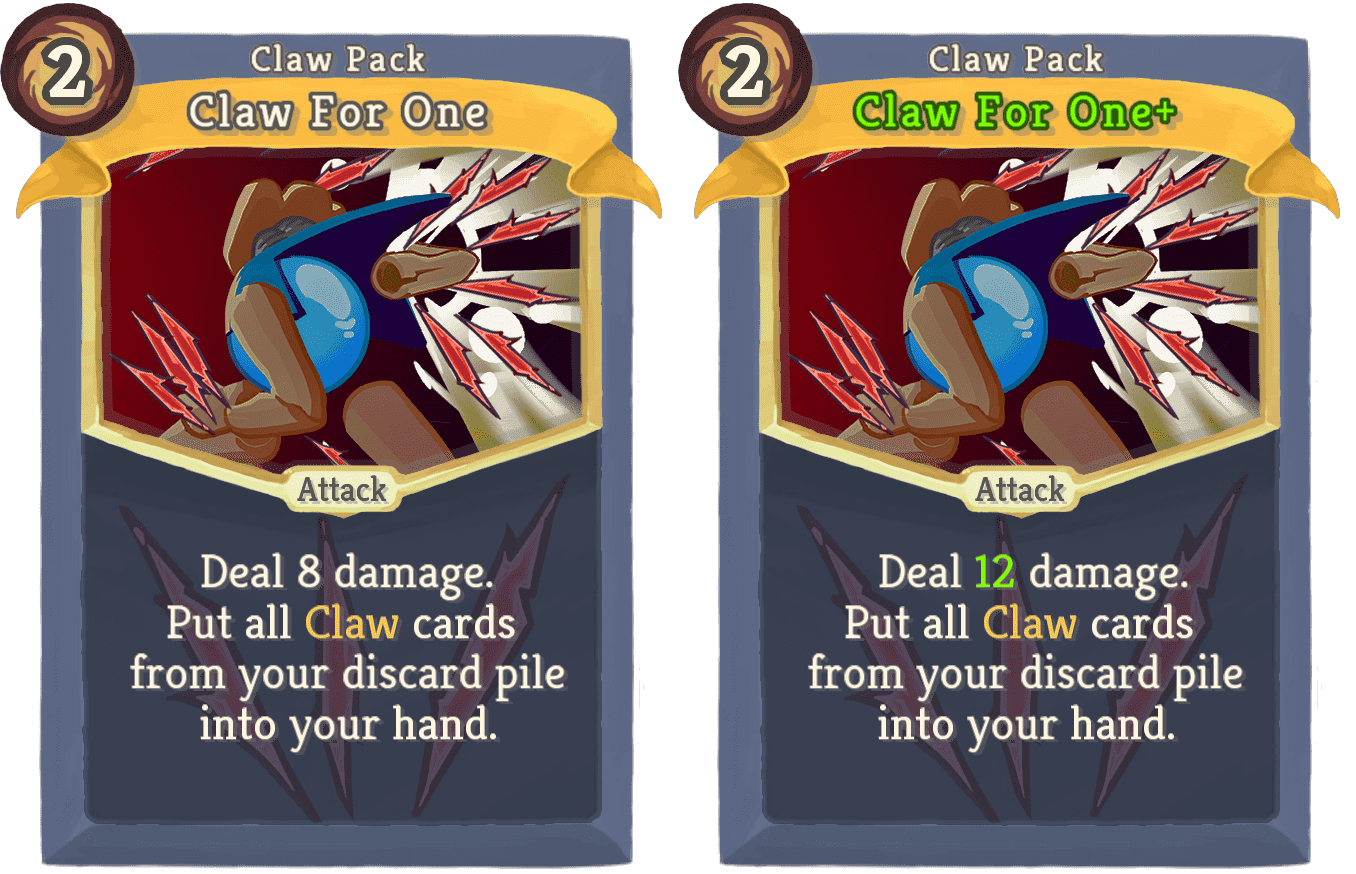 2
Claw Pack
Claw For One
Attack
Deal 8 damage.
Put all Claw cards
from your discard pile
into your hand.
2
Claw Pack
Claw For One+
Attack
Deal 12 damage.
Put all Claw cards
from your discard pile
into your hand.